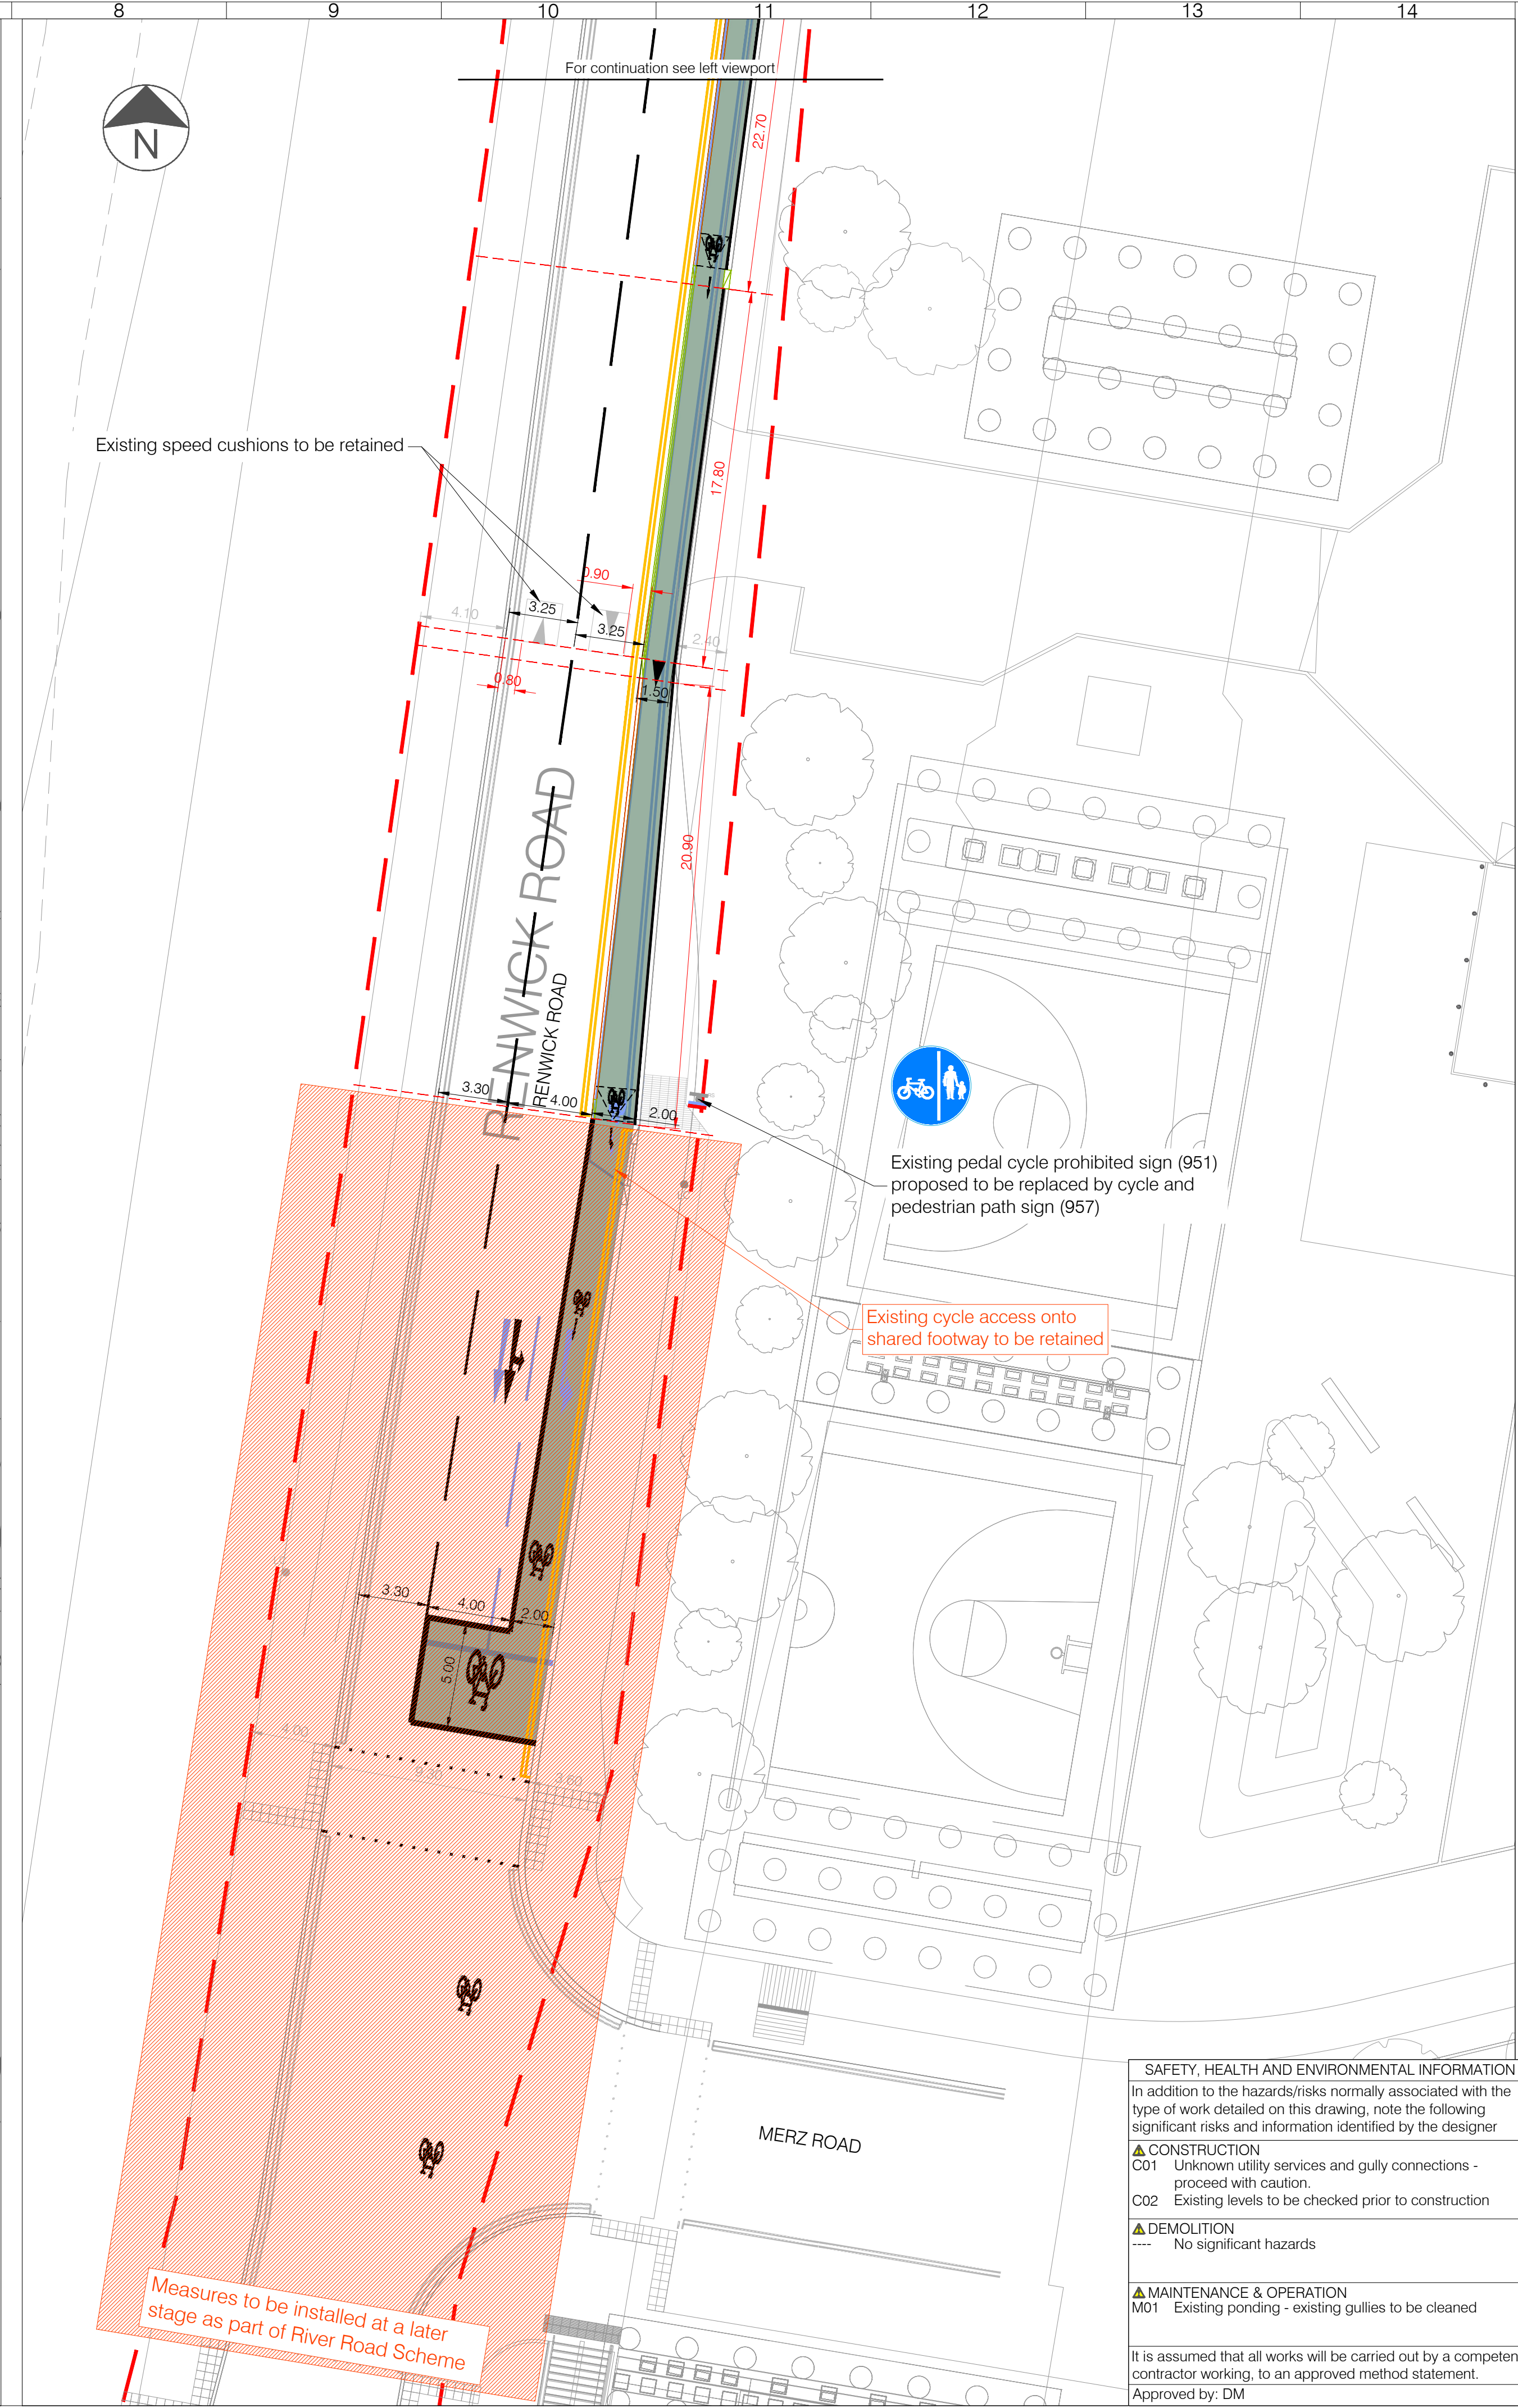 8
9
10
11
12
13
14
For continuation see left viewport
N
22.70
Existing speed cushions to be retained
17.80
0.90
4.10
3.25
3.25
2.40
0.80
1.50
20.90
RENWICK ROAD
RENWICK ROAD
3.30
4.00
2.00
Existing pedal cycle prohibited sign (951)
proposed to be replaced by cycle and
pedestrian path sign (957)
Existing cycle access onto
shared footway to be retained
3.30
4.00
2.00
5.00
4.00
9.30
3.60
MERZ ROAD
Measures to be installed at a later
stage as part of River Road Scheme
SAFETY, HEALTH AND ENVIRONMENTAL INFORMATION
In addition to the hazards/risks normally associated with the
type of work detailed on this drawing, note the following
significant risks and information identified by the designer
CONSTRUCTION
C01 Unknown utility services and gully connections -
proceed with caution.
C02 Existing levels to be checked prior to construction
DEMOLITION
---- No significant hazards
MAINTENANCE & OPERATION
M01 Existing ponding - existing gullies to be cleaned
It is assumed that all works will be carried out by a competen
contractor working, to an approved method statement.
Approved by: DM